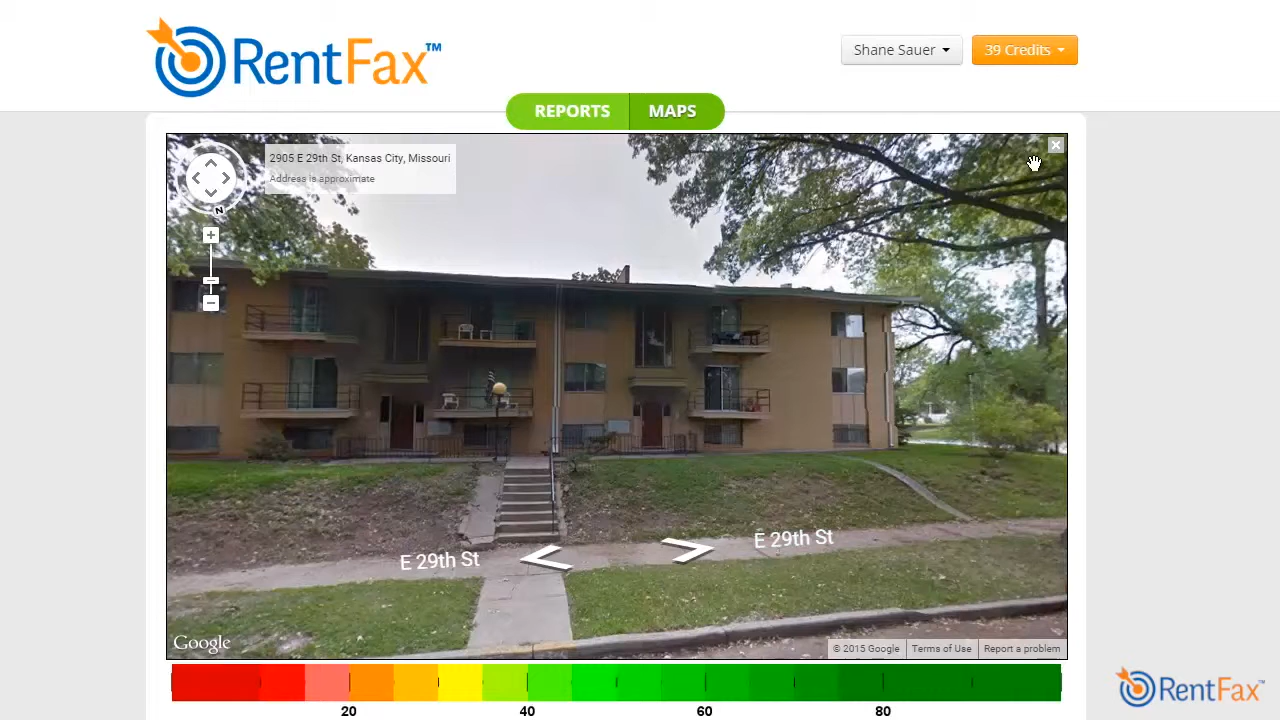 RentFax™
Shane Sauer
39 Credits
REPORTS
MAPS
2905 E 29th St, Kansas City, Missouri
Address is approximate
N
E 29th St
E 29th St
Google
© 2015 Google
Terms of Use
Report a problem
20
40
60
80
RentFax™